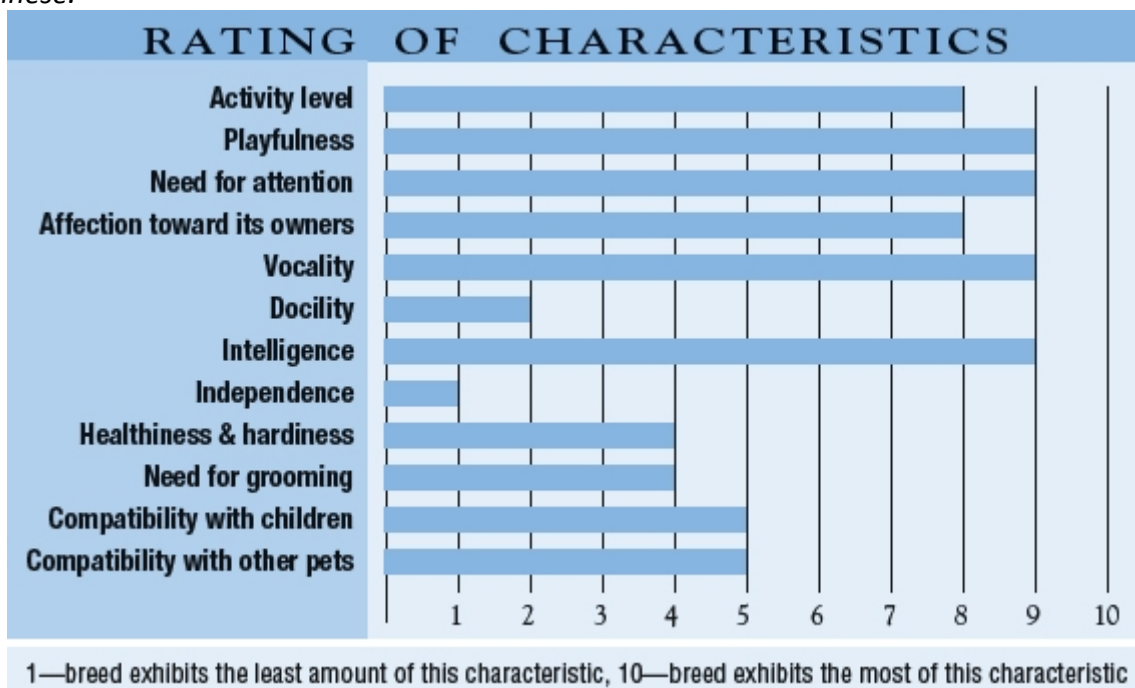 RATING OF CHARACTERISTICS
Activity level
Playfulness
Need for attention
Affection toward its owners
Vocality
Docility
Intelligence
Independence
Healthiness & hardiness
Need for grooming
Compatibility with children
Compatibility with other pets
1 2 3 4 5 6 7 8 9 10
1—breed exhibits the least amount of this characteristic, 10—breed exhibits the most of this characteristic